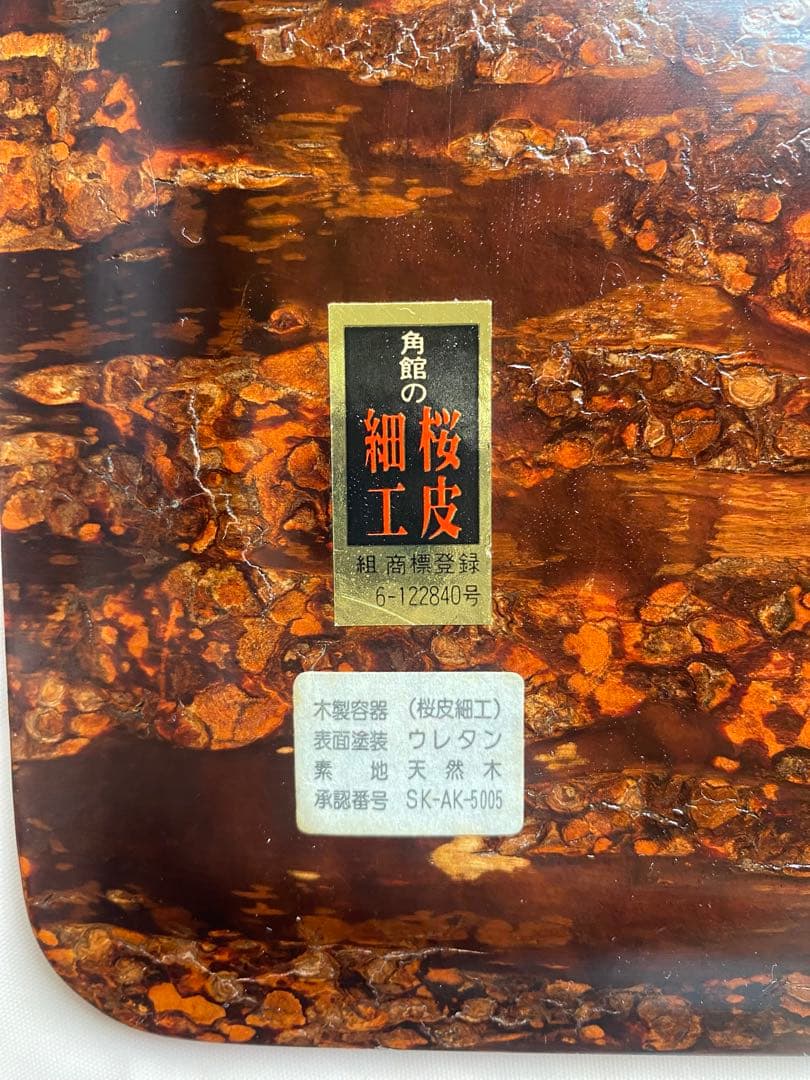 角館の
桜皮
細工
組 商標登録
6-122840号
木製容器 (桜皮細工)
表面塗装 ウレタン
素地 天然木
承認番号 SK-AK-5005